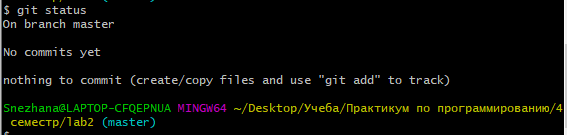 $ git status
On branch master
No commits yet
nothing to commit (create/copy files and use "git add" to track)
Snezhana@LAPTOP-CFQEPNUA MINGW64 ~/Desktop/Учеба/Практикум по программированию/4
семестр/lab2 (master)